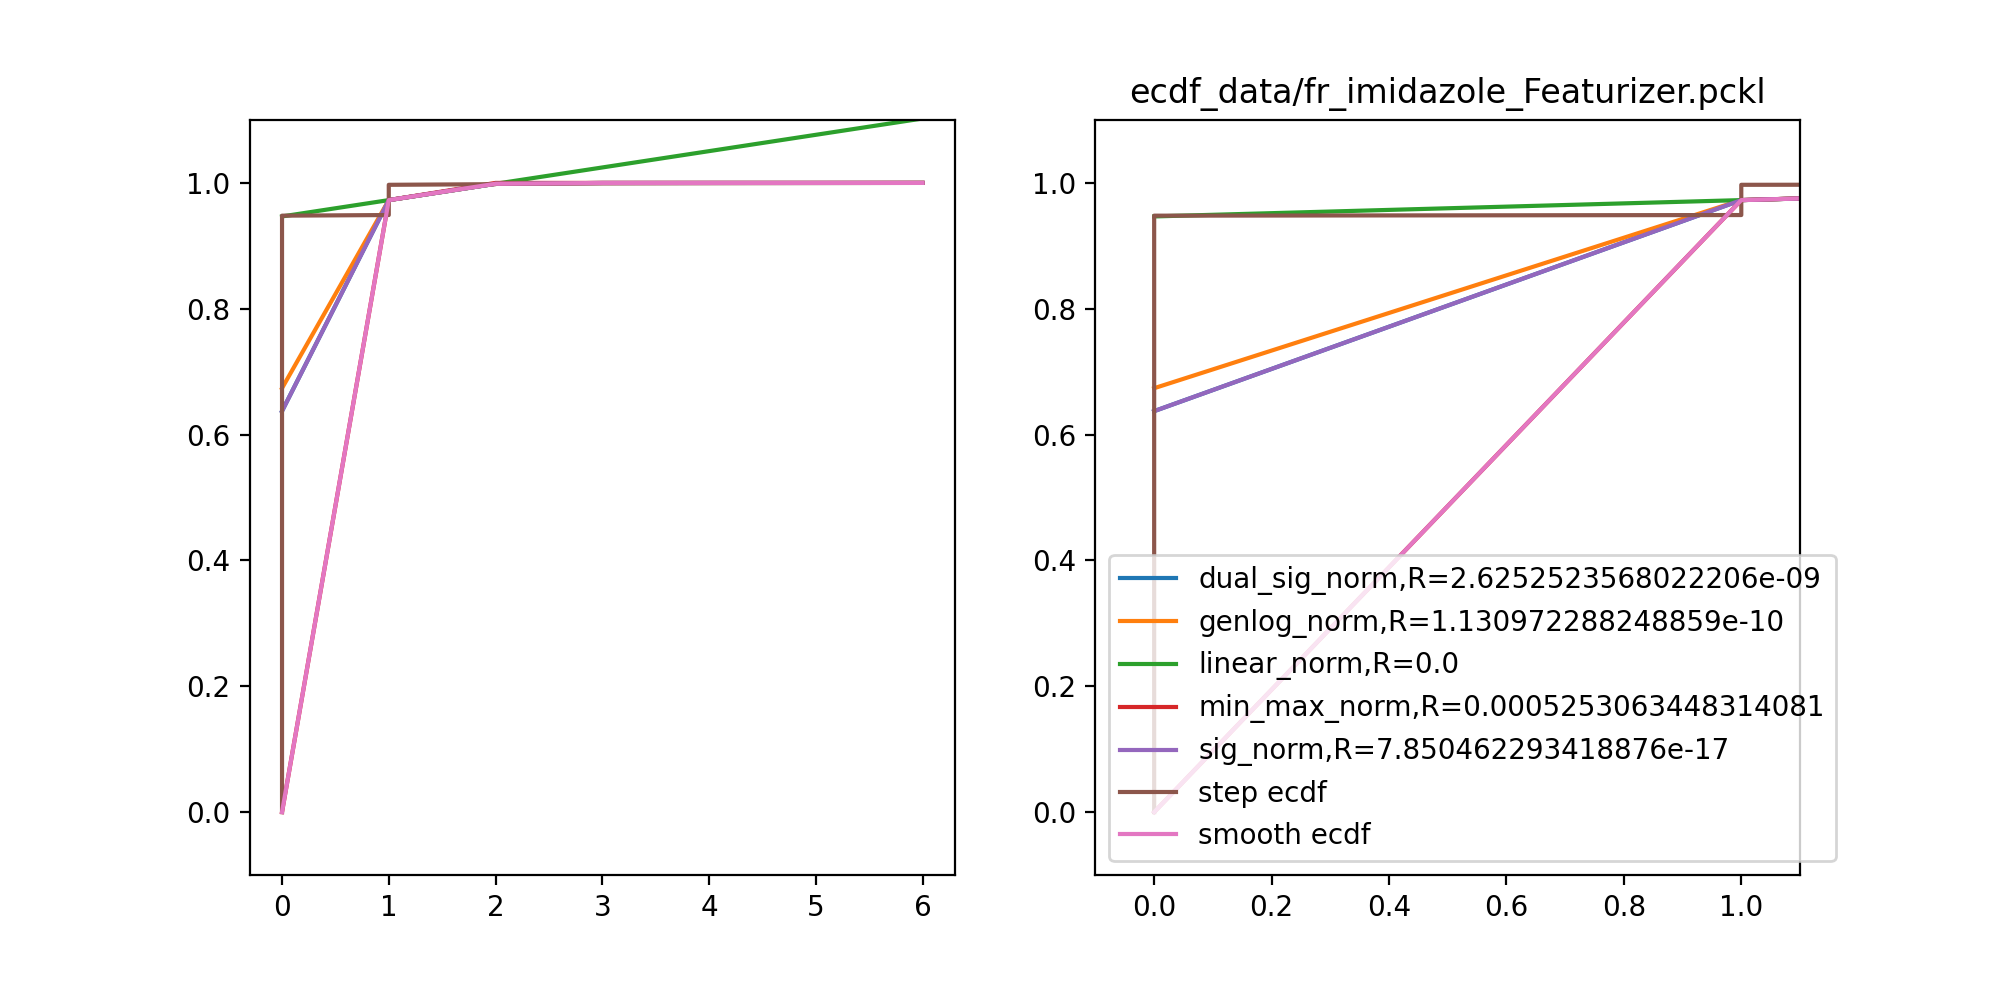 1.0
0.8
0.6
0.4
0.2
0.0
0 1 2 3 4 5 6
ecdf_data/fr_imidazole_Featurizer.pckl
1.0
0.8
0.6
0.4
0.2
0.0
dual_sig_norm,R=2.6252523568022206e-09
genlog_norm,R=1.130972288248859e-10
linear_norm,R=0.0
min_max_norm,R=0.0005253063448314081
sig_norm,R=7.850462293418876e-17
step ecdf
smooth ecdf
0.0 0.2 0.4 0.6 0.8 1.0